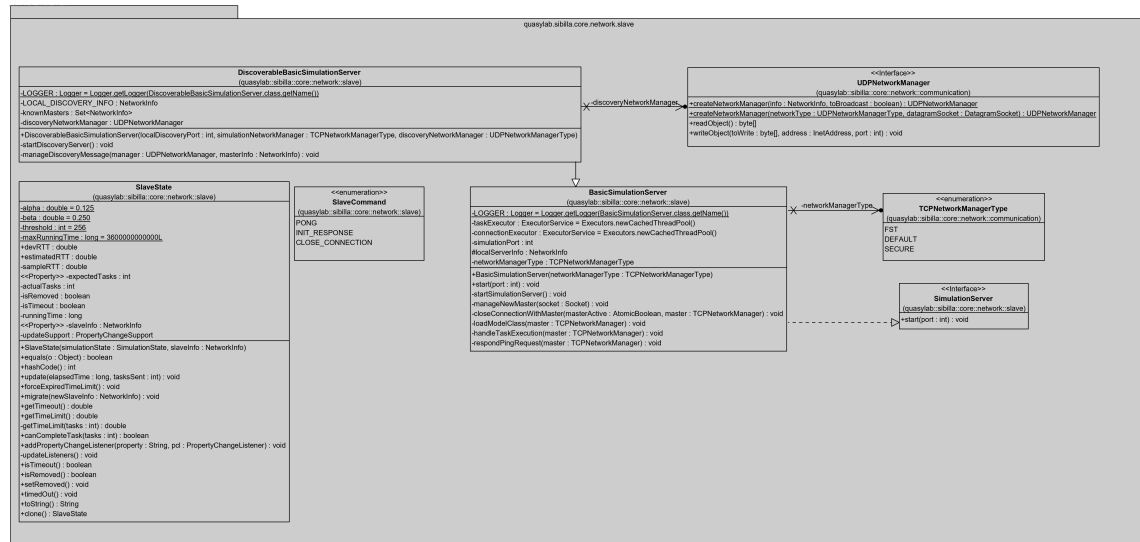 quasylab.sibilla.core.network.slave
DiscoverableBasicSimulationServer
(quasylab::sibilla::core::network::slave)
-LOGGER : Logger = Logger.getLogger(DiscoverableBasicSimulationServer.class.getName())
-LOCAL_DISCOVERY_INFO : NetworkInfo
-knownMasters : Set<NetworkInfo>
-discoveryNetworkManager : UDPNetworkManager
+DiscoverableBasicSimulationServer(localDiscoveryPort : int, simulationNetworkManager : TCPNetworkManagerType, discoveryNetworkManager : UDPNetworkManagerType)
-startDiscoveryServer() : void
-manageDiscoveryMessage(manager : UDPNetworkManager, masterInfo : NetworkInfo) : void
-discoveryNetworkManager
<<Interface>>
UDPNetworkManager
(quasylab::sibilla::core::network::communication)
+createNetworkManager(info : NetworkInfo, toBroadcast : boolean) : UDPNetworkManager
+createNetworkManager(networkType : UDPNetworkManagerType, datagramSocket : DatagramSocket) : UDPNetworkManager
+readObject() : byte[]
+writeObject(toWrite : byte[], address : InetAddress, port : int) : void
SlaveState
(quasylab::sibilla::core::network::slave)
-alpha : double = 0.125
-beta : double = 0.250
-threshold : int = 256
-maxRunningTime : long = 3600000000000L
+devRTT : double
+estimatedRTT : double
-sampleRTT : double
<<Property>> -expectedTasks : int
-actualTasks : int
-isRemoved : boolean
-isTimeout : boolean
-runningTime : long
<<Property>> -slaveInfo : NetworkInfo
-updateSupport : PropertyChangeSupport
+SlaveState(simulationState : SimulationState, slaveInfo : NetworkInfo)
+equals(o : Object) : boolean
+hashCode() : int
+update(elapsedTime : long, tasksSent : int) : void
+forceExpiredTimeLimit() : void
+migrate(newSlaveInfo : NetworkInfo) : void
+getTimeout() : double
+getTimeLimit() : double
-getTimeLimit(tasks : int) : double
+canCompleteTask(tasks : int) : boolean
+addPropertyChangeListener(property : String, pcl : PropertyChangeListener) : void
-updateListeners() : void
+isTimeout() : boolean
+isRemoved() : boolean
+setRemoved() : void
+timedOut() : void
+toString() : String
+clone() : SlaveState
<<enumeration>>
SlaveCommand
(quasylab::sibilla::core::network::slave)
PONG
INIT_RESPONSE
CLOSE_CONNECTION
BasicSimulationServer
(quasylab::sibilla::core::network::slave)
-LOGGER : Logger = Logger.getLogger(BasicSimulationServer.class.getName())
-taskExecutor : ExecutorService = Executors.newCachedThreadPool()
-connectionExecutor : ExecutorService = Executors.newCachedThreadPool()
-simulationPort : int
#localServerInfo : NetworkInfo
-networkManagerType : TCPNetworkManagerType
+BasicSimulationServer(networkManagerType : TCPNetworkManagerType)
+start(port : int) : void
-startSimulationServer() : void
-manageNewMaster(socket : Socket) : void
-closeConnectionWithMaster(masterActive : AtomicBoolean, master : TCPNetworkManager) : void
-loadModelClass(master : TCPNetworkManager) : void
-handleTaskExecution(master : TCPNetworkManager) : void
-respondPingRequest(master : TCPNetworkManager) : void
-networkManagerType
<<enumeration>>
TCPNetworkManagerType
(quasylab::sibilla::core::network::communication)
FST
DEFAULT
SECURE
<<Interface>>
SimulationServer
(quasylab::sibilla::core::network::slave)
+start(port : int) : void